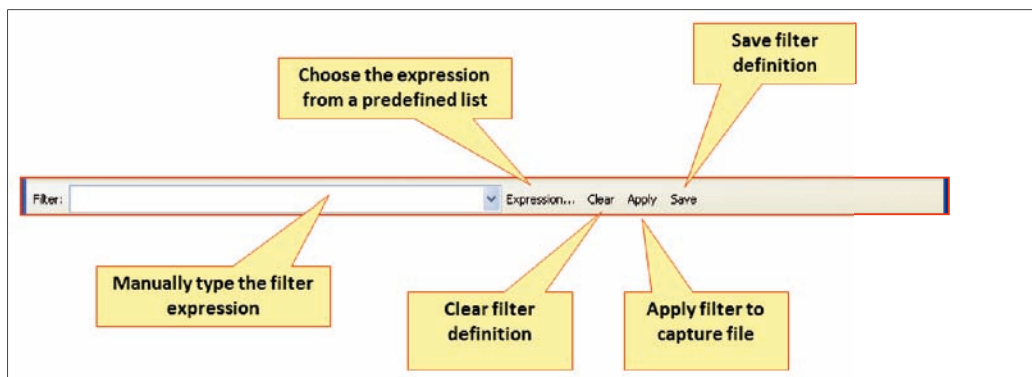 Save filter
definition
Choose the expression
from a predefined list
Filter:
Expression... Clear Apply Save
Manually type the filter
expression
Clear filter
definition
Apply filter to
capture file